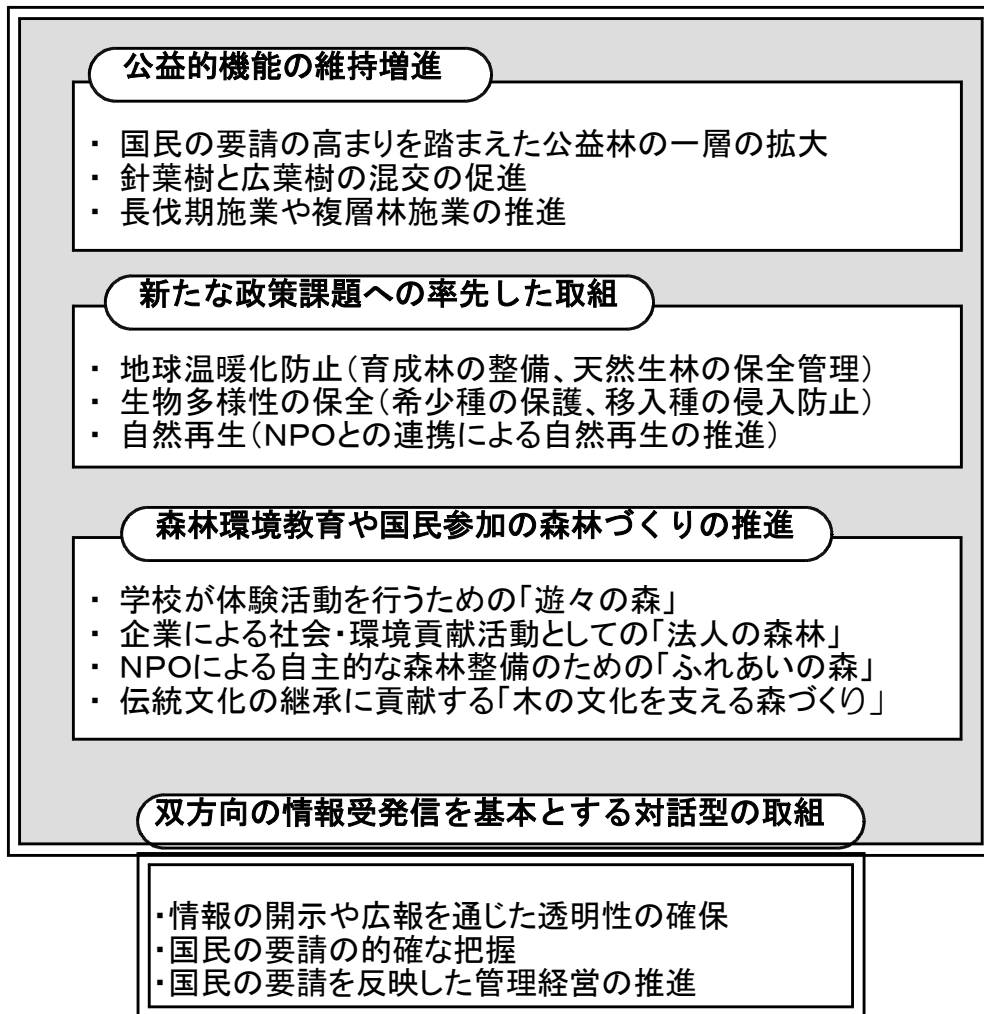 公益的機能の維持増進
・ 国民の要請の高まりを踏まえた公益林の一層の拡大
・ 針葉樹と広葉樹の混交の促進
・ 長伐期施業や複層林施業の推進
新たな政策課題への率先した取組
・ 地球温暖化防止(育成林の整備、天然生林の保全管理)
・ 生物多様性の保全(希少種の保護、移入種の侵入防止)
・ 自然再生(NPOとの連携による自然再生の推進)
森林環境教育や国民参加の森林づくりの推進
・ 学校が体験活動を行うための「遊々の森」
・ 企業による社会・環境貢献活動としての「法人の森林」
・ NPOによる自主的な森林整備のための「ふれあいの森」
・ 伝統文化の継承に貢献する「木の文化を支える森づくり」
双方向の情報受発信を基本とする対話型の取組
・情報の開示や広報を通じた透明性の確保
・国民の要請の的確な把握
・国民の要請を反映した管理経営の推進